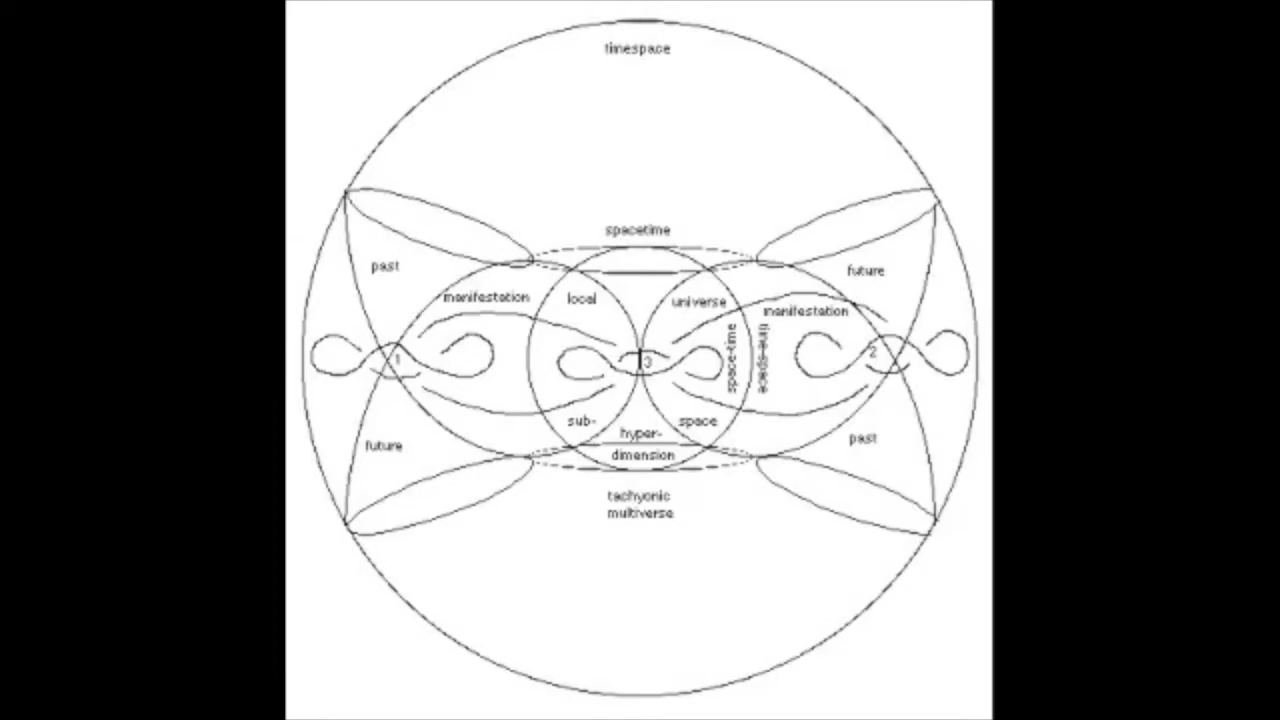 timespace
spacetime
past
future
manifestation
local
universe
manifestation
space-time
time-space
1
3
2
sub-
space
hyper-
dimension
future
past
tachyonic
multiverse